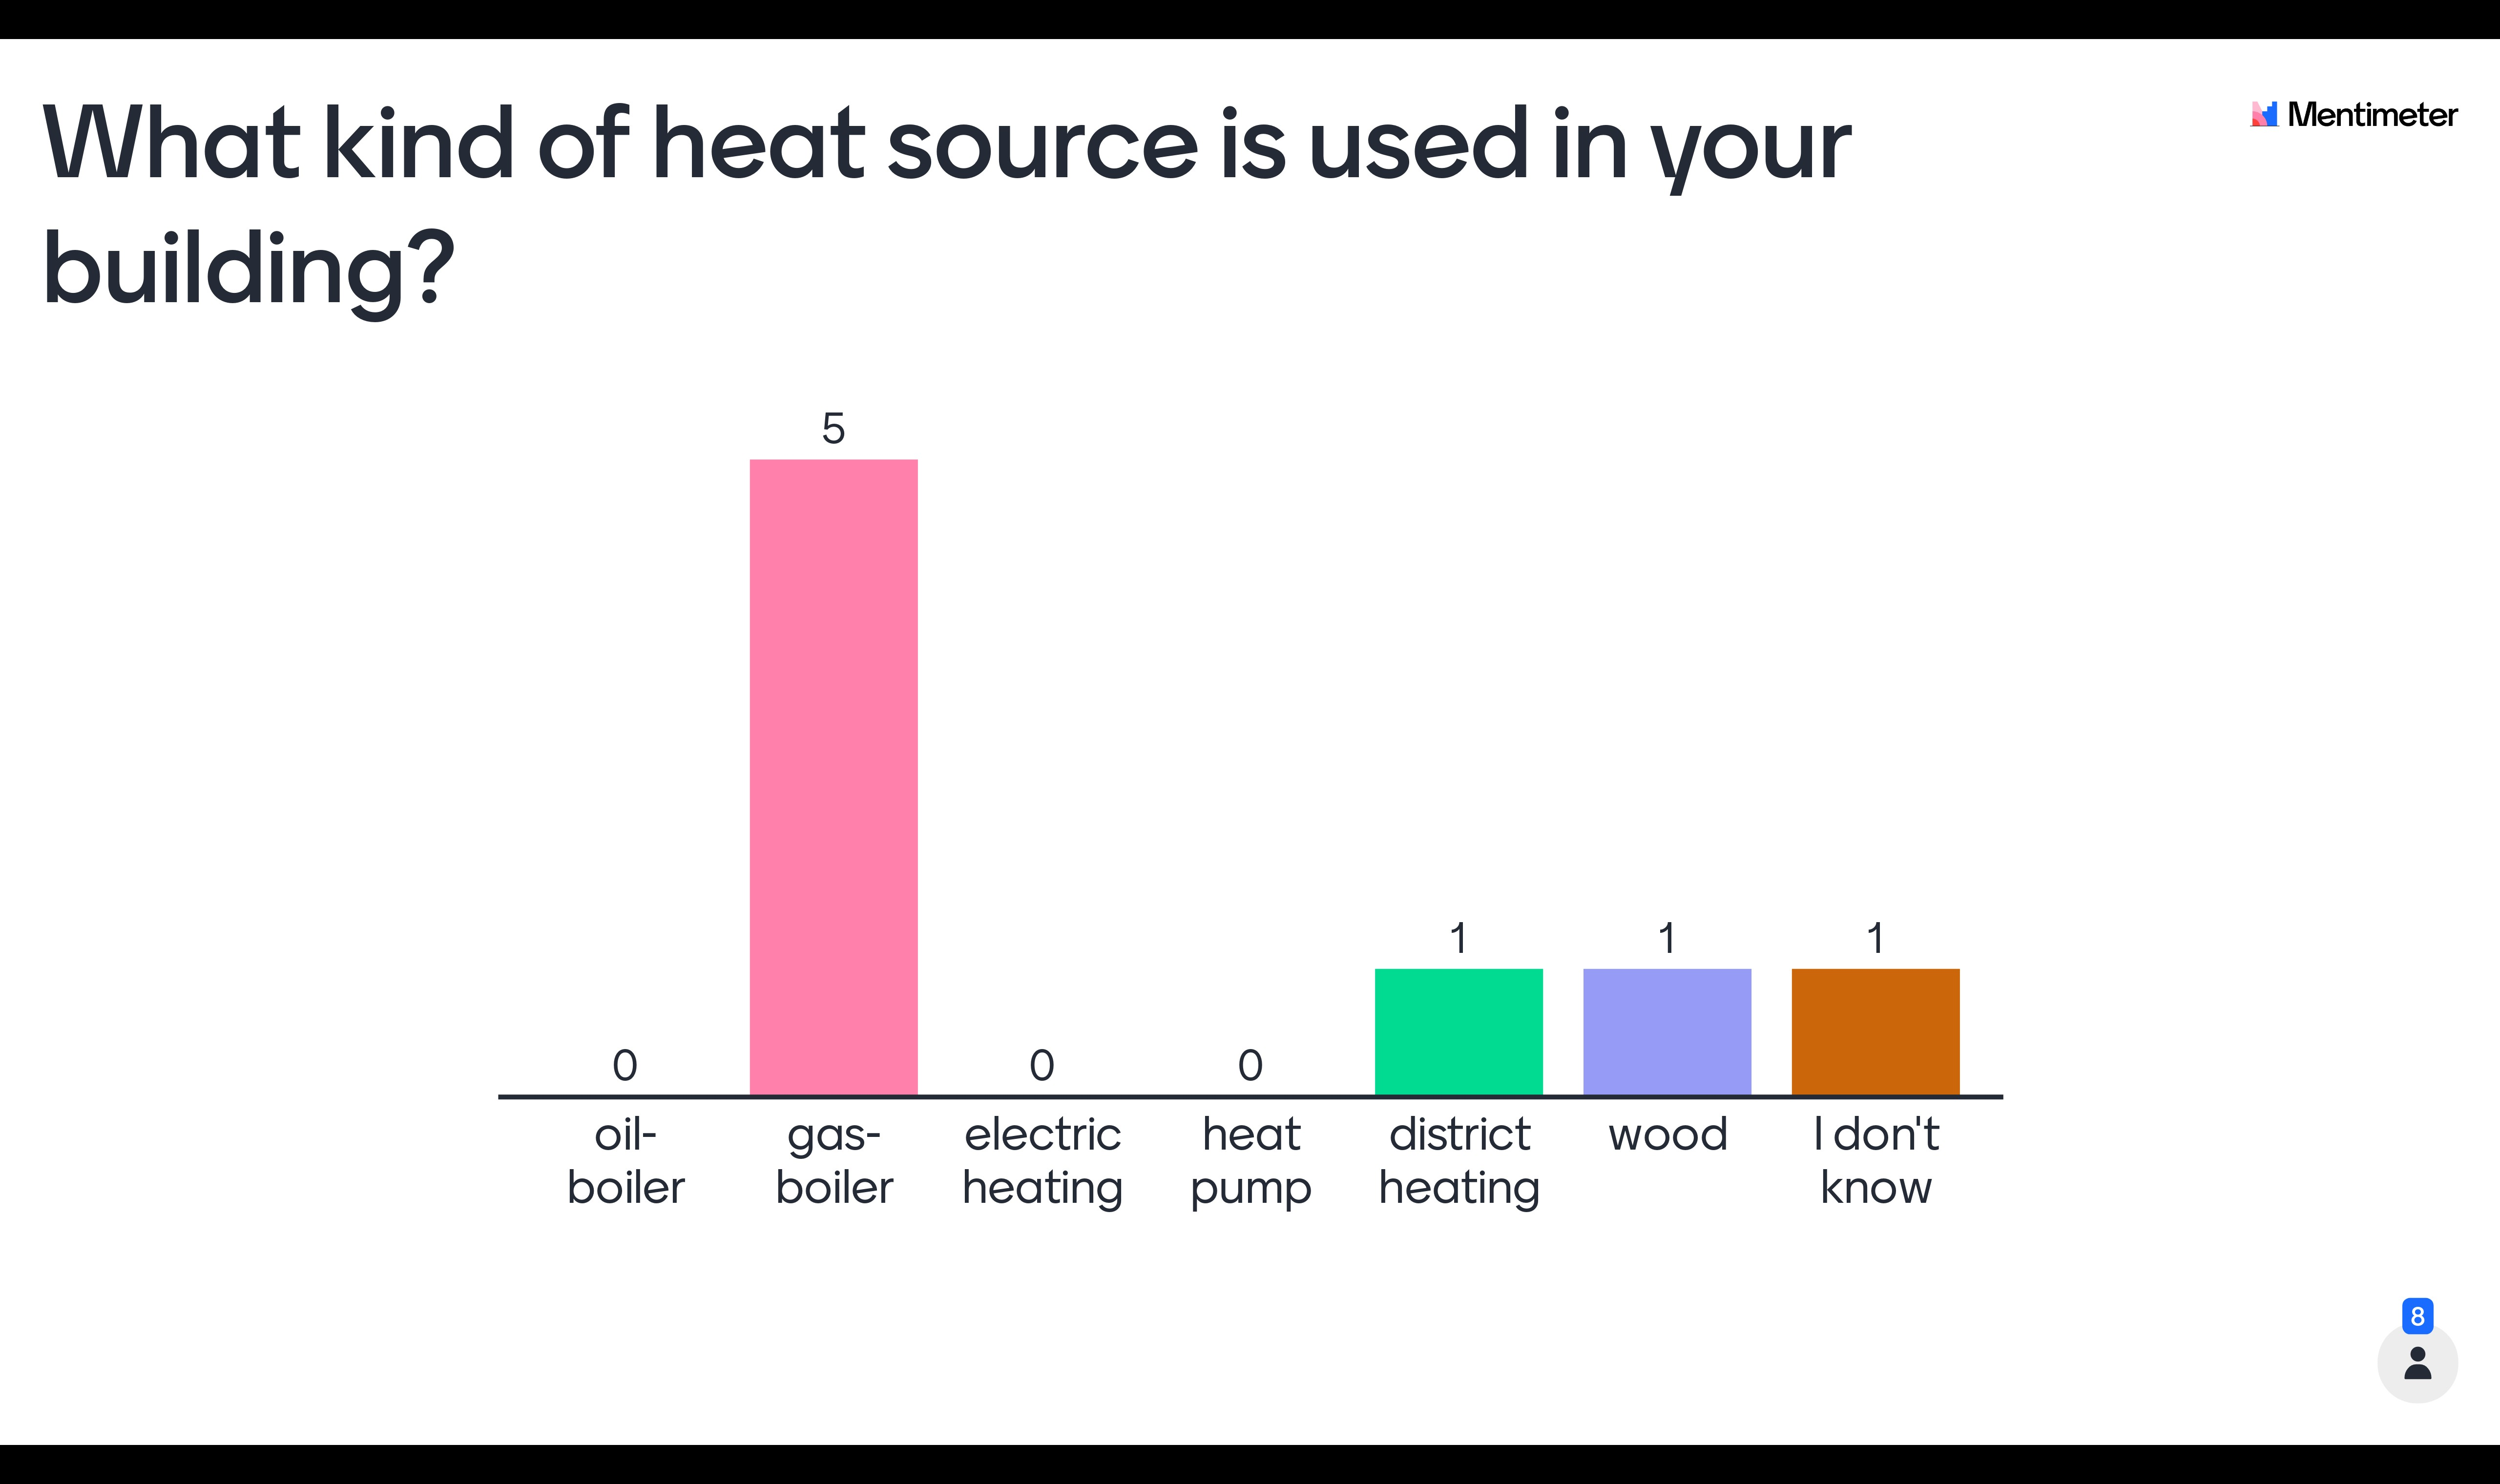 What kind of heat source is used in your
building?
Mentimeter
5
1
1
1
0
0
0
oil-
boiler
gas-
boiler
electric
heating
heat
pump
district
heating
wood
I don't
know
8